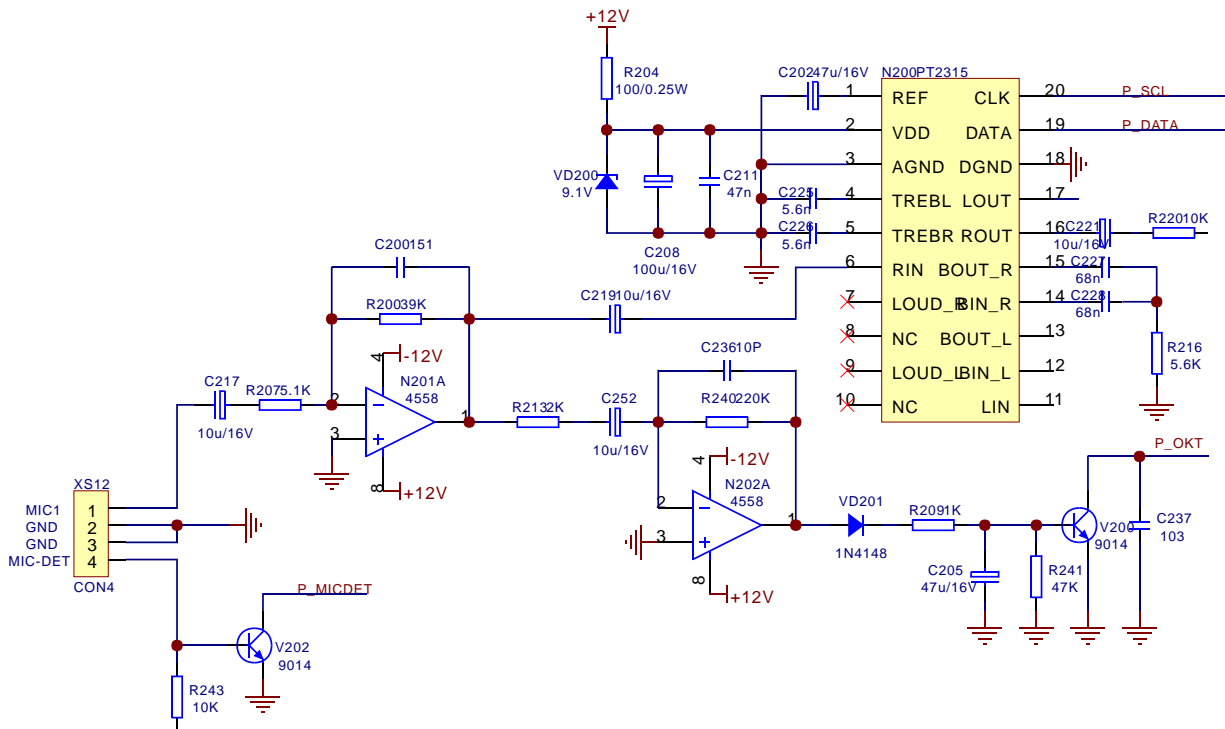 +12V
R204
100/0.25W
C20247u/16V
N200PT2315
1
REF
CLK
20
P_SCL
2
VDD
DATA
19
P_DATA
3
AGND
DGND
18
VD200
9.1V
C211
47n
C225
5.6n
4
TREBL
LOUT
17
C226
5.6n
5
TREBR
ROUT
16
C221
10u/16V
R22010K
C208
100u/16V
6
RIN
BOUT_R
15
C227
68n
C200151
R20039K
C21910u/16V
7
LOUD_R
BIN_R
14
C228
68n
8
NC
BOUT_L
13
R216
5.6K
9
LOUD_L
BIN_L
12
10
NC
LIN
11
4
-12V
C23610P
C217
10u/16V
R2075.1K
2
N201A
4558
1
3
8
+12V
R2132K
C252
10u/16V
R240220K
P_OKT
4
-12V
N202A
4558
2
1
3
8
+12V
VD201
1N4148
R2091K
V200
9014
C237
103
C205
47u/16V
R241
47K
XS12
MIC1
1
GND
2
GND
3
MIC-DET
4
CON4
P_MICDET
V202
9014
R243
10K